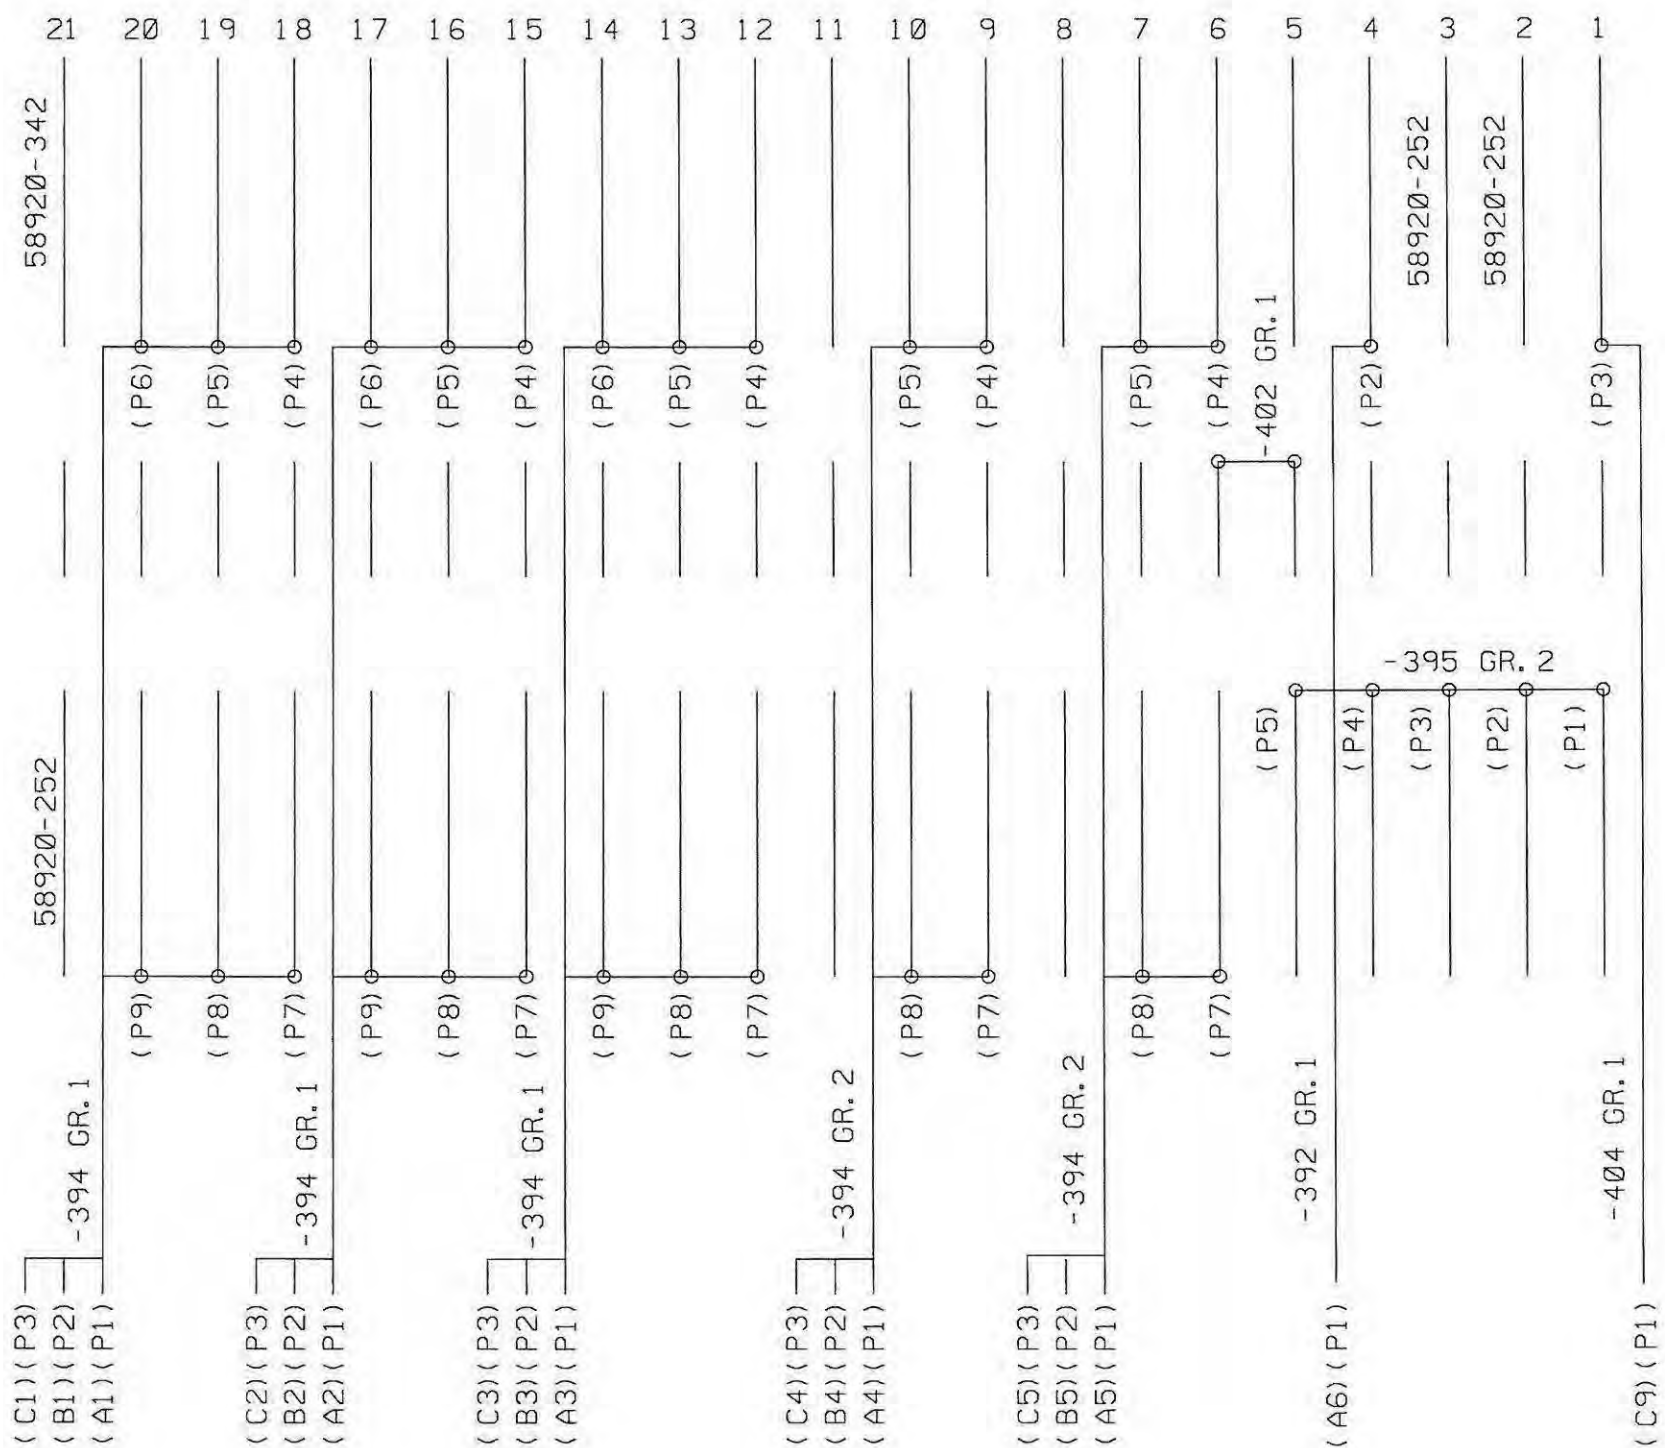 21 20 19 18 17 16 15 14 13 12 11 10 9 8 7 6 5 4 3 2 1
58920-342
58920-252
58920-252
-402 GR.1
(P6)
(P5)
(P4)
(P6)
(P5)
(P4)
(P6)
(P5)
(P4)
(P5)
(P4)
(P5)
(P4)
(P2)
(P3)
-395 GR.2
(P5)
(P4)
(P3)
(P2)
(P1)
58920-252
(P9)
(P8)
(P7)
(P9)
(P8)
(P7)
(P9)
(P8)
(P7)
(P8)
(P7)
(P8)
(P7)
-394 GR.1
-394 GR.1
-394 GR.1
-394 GR.2
-394 GR.2
-392 GR.1
-404 GR.1
(C1)(P3)
(B1)(P2)
(A1)(P1)
(C2)(P3)
(B2)(P2)
(A2)(P1)
(C3)(P3)
(B3)(P2)
(A3)(P1)
(C4)(P3)
(B4)(P2)
(A4)(P1)
(C5)(P3)
(B5)(P2)
(A5)(P1)
(A6)(P1)
(C9)(P1)